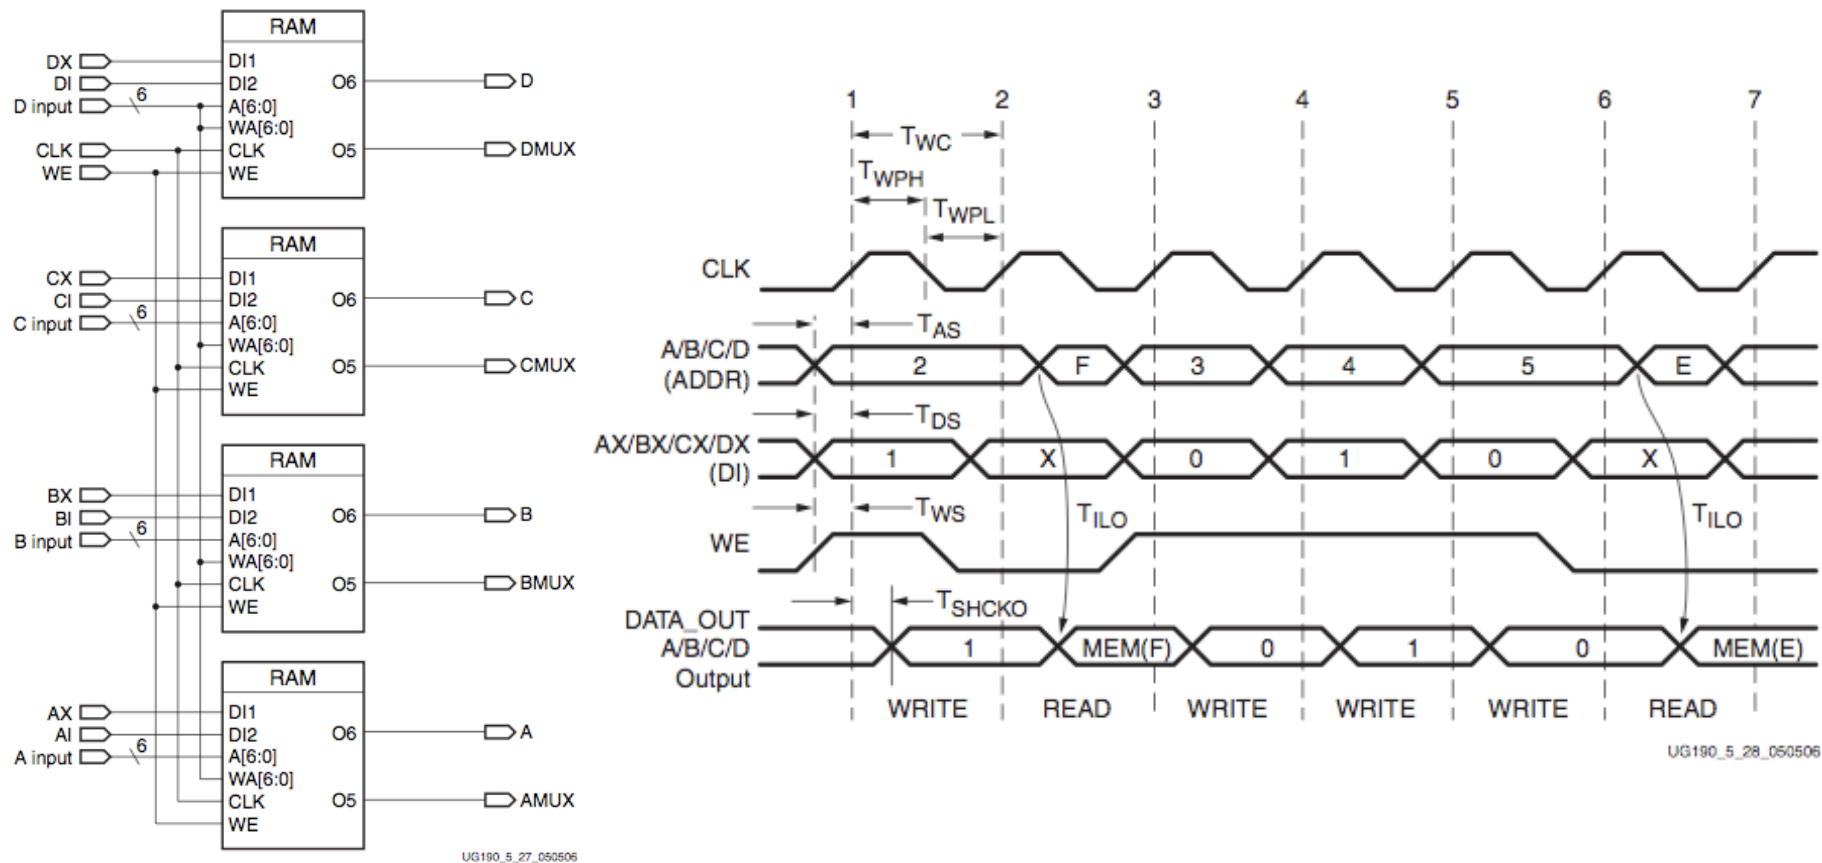 RAM
DX DI1
DI DI2 O6 D
D input 6 A[6:0]
WA[6:0]
CLK CLK O5 DMUX
WE WE
RAM
CX DI1
CI DI2 O6 C
C input 6 A[6:0]
WA[6:0]
CLK O5 CMUX
WE
RAM
BX DI1
BI DI2 O6 B
B input 6 A[6:0]
WA[6:0]
CLK O5 BMUX
WE
RAM
AX DI1
AI DI2 O6 A
A input 6 A[6:0]
WA[6:0]
CLK O5 AMUX
WE
UG190_5_27_050506
1 2 3 4 5 6 7
TWC
TWPH
TWPL
CLK
TAS
A/B/C/D
(ADDR)
2 F 3 4 5 E
TDS
AX/BX/CX/DX
(DI)
1 X 0 1 0 X
TWS TILO TILO
WE
TSHCKO
DATA_OUT
A/B/C/D
Output
1 MEM(F) 0 1 0 MEM(E)
WRITE READ WRITE WRITE WRITE READ
UG190_5_28_050506